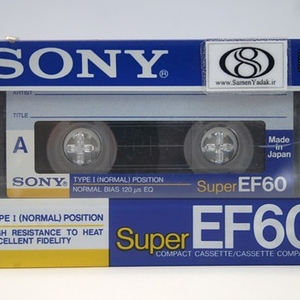 SONY
www.SamenYadak.ir
ARTIST
TITLE
A
Made in
Japan
SONY
TYPE I (NORMAL) POSITION
NORMAL BIAS 120 μs EQ
Super EF60
PE I (NORMAL) POSITION
GH RESISTANCE TO HEAT
CELLENT FIDELITY
Super EF60
COMPACT CASSETTE/CASSETTE COMPA